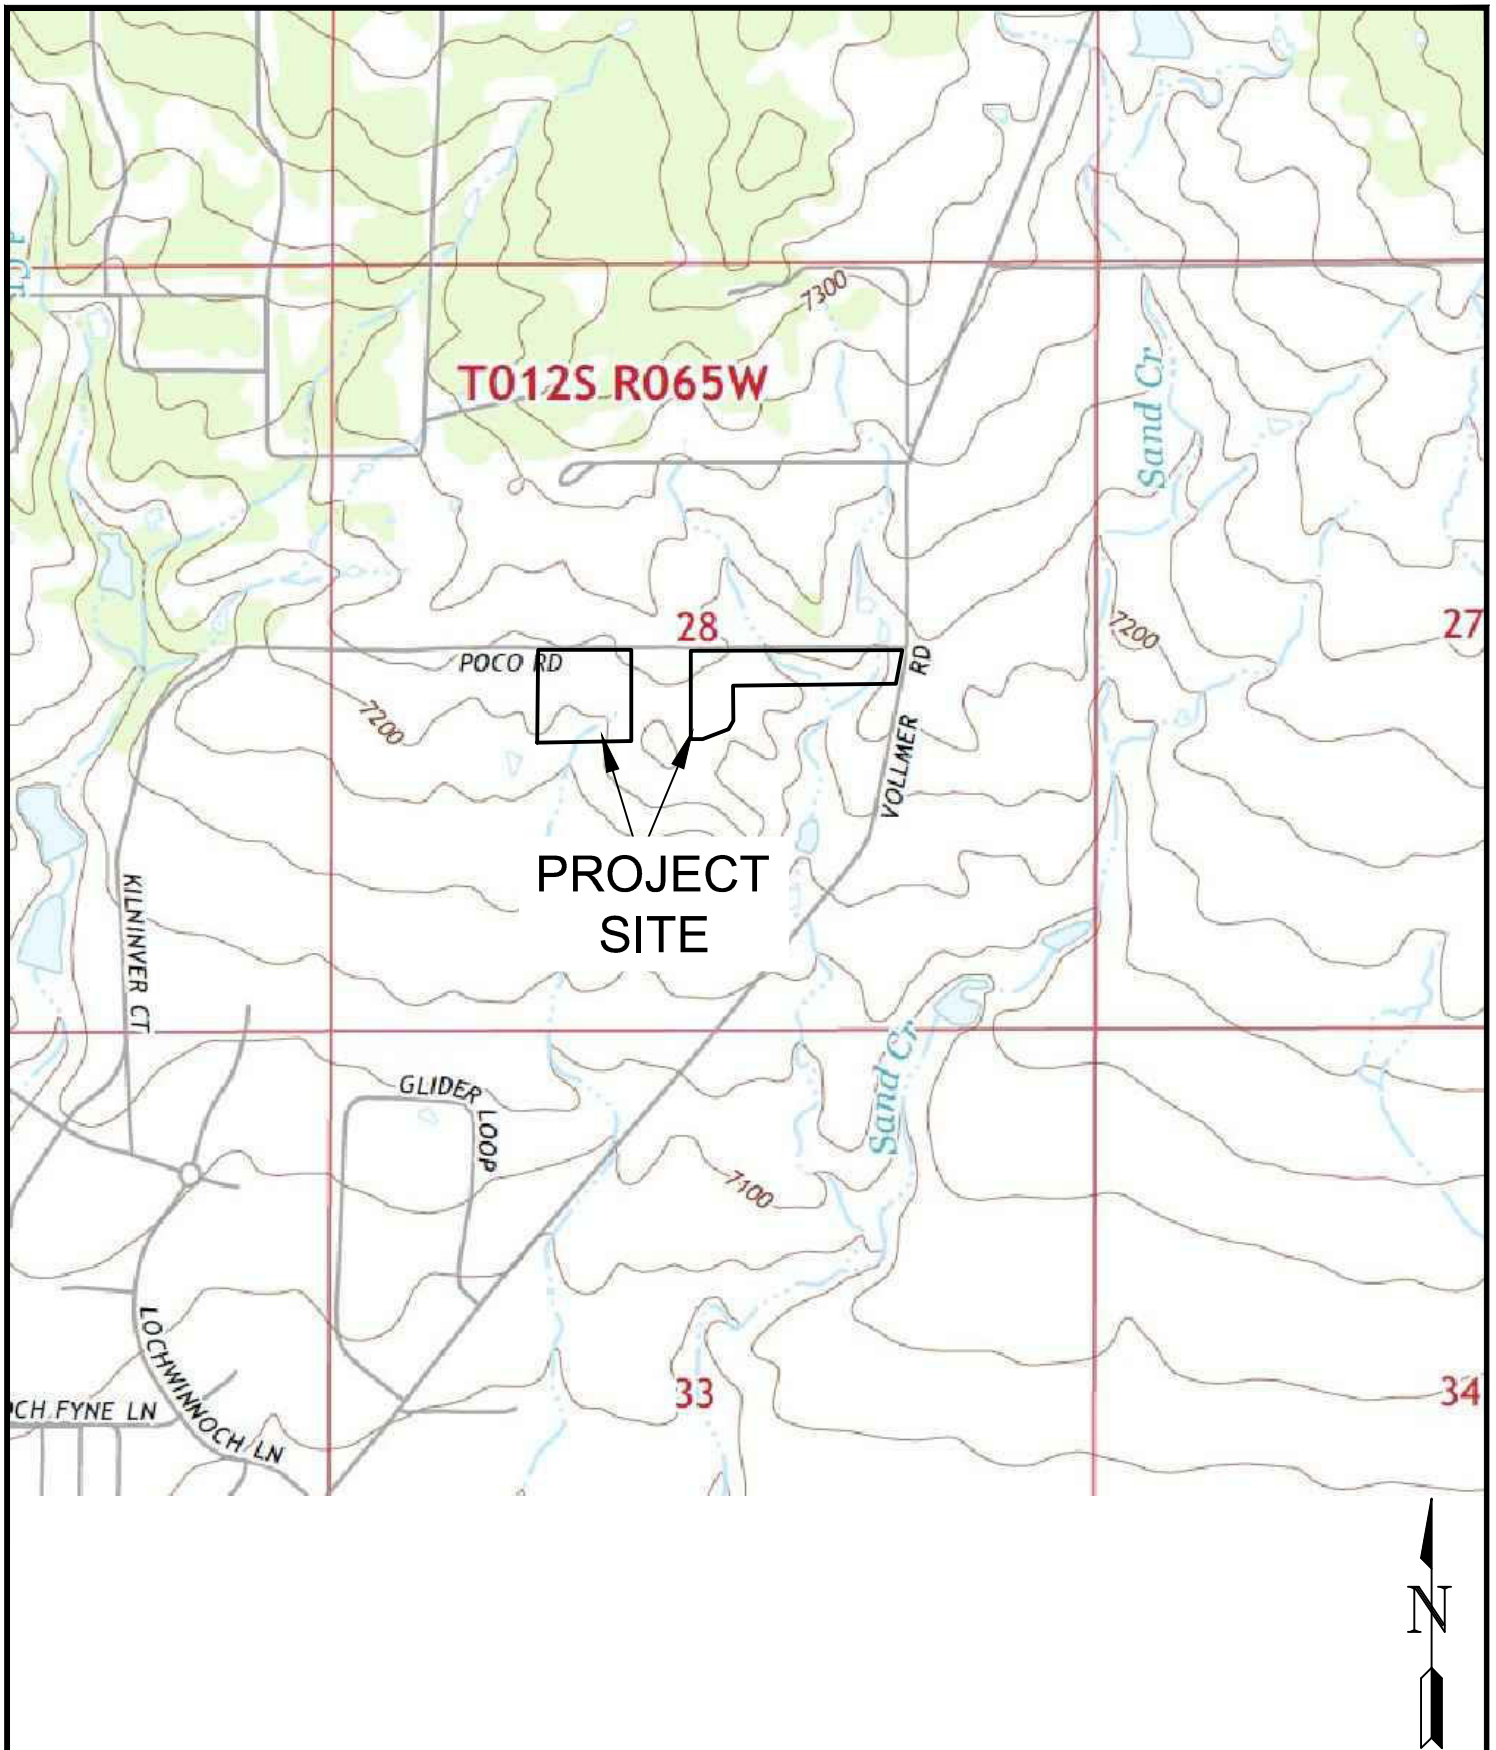 7300
T012S R065W
Sand Cr
28
27
7200
POCO RD
VOLLMER RD
7200
PROJECT
SITE
KILNINVER CT
Sand Cr
GLIDER LOOP
7100
LOCHWINNOCH LN
33
34
CH FYNE LN
N